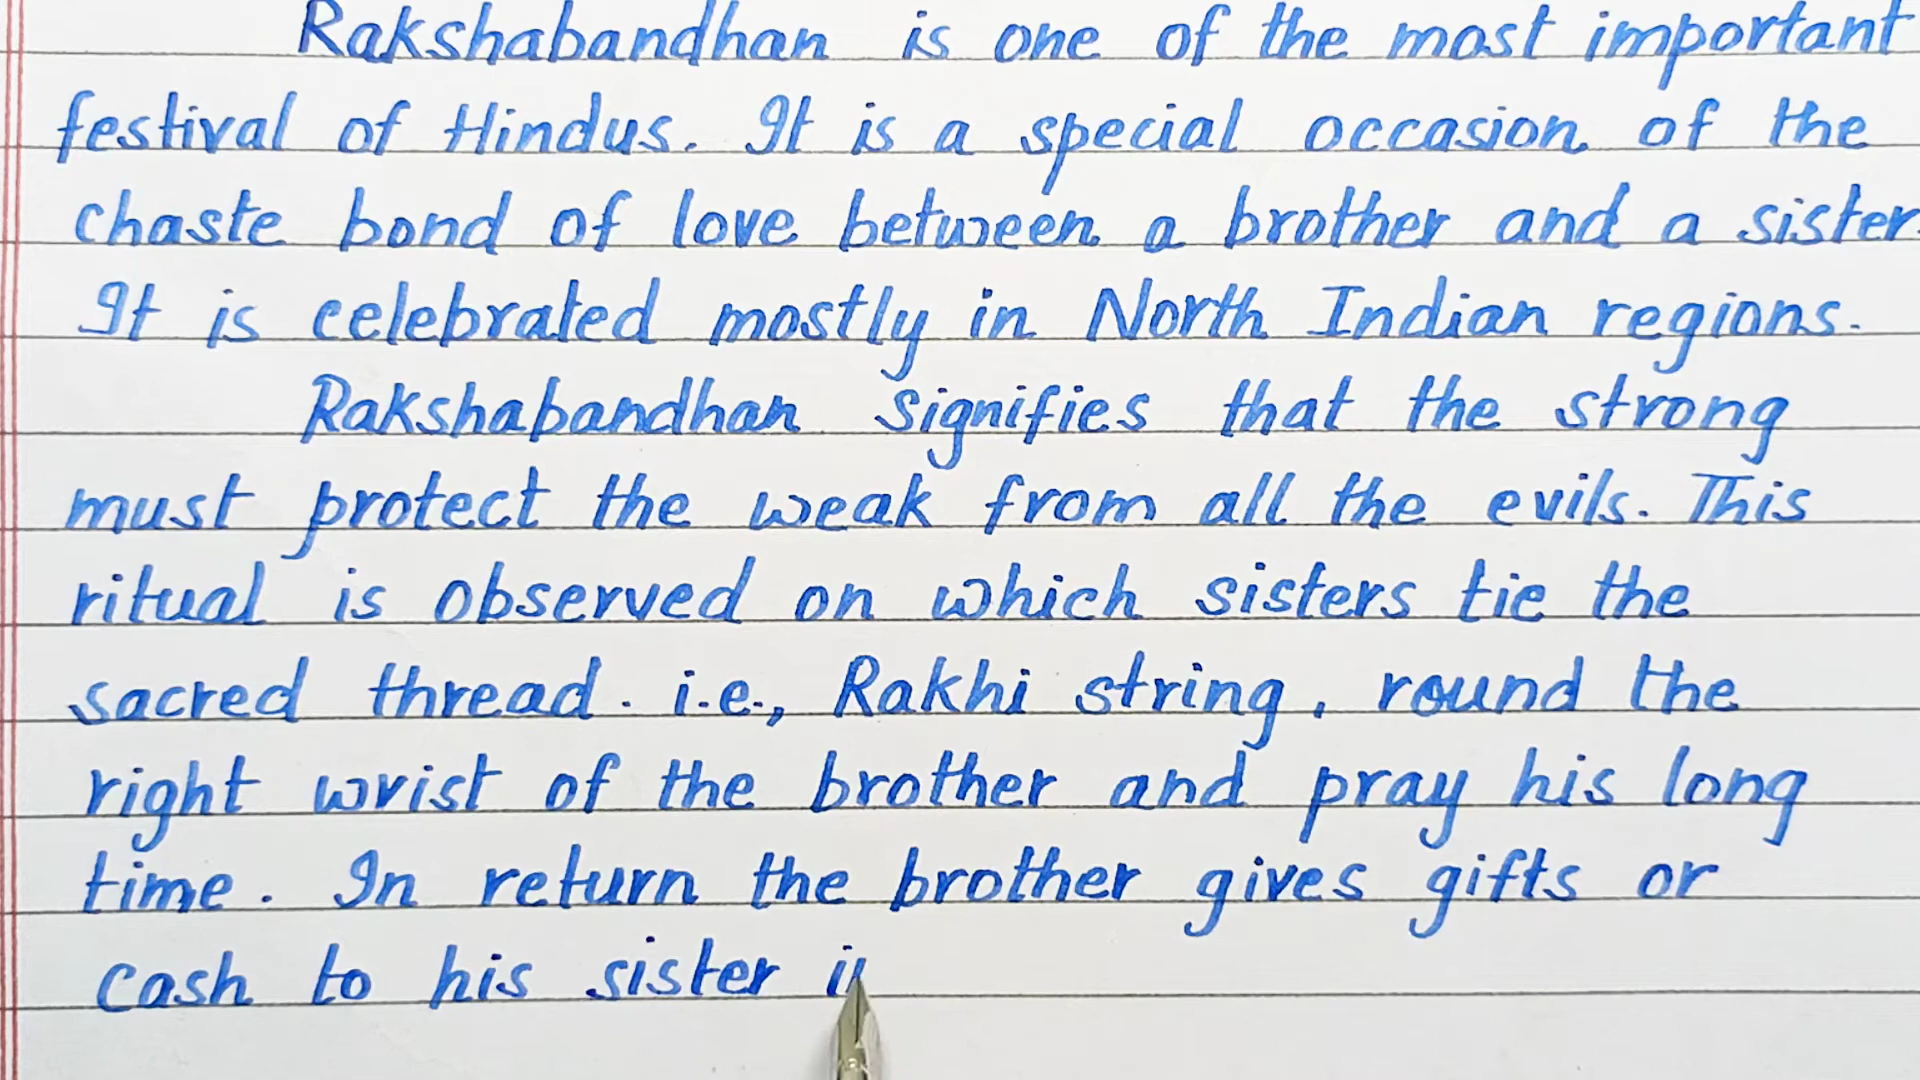 Rakshabandhan is one of the most important
festival of Hindus. It is a special occasion of the
chaste bond of love between a brother and a sister.
It is celebrated mostly in North Indian regions.
Rakshabandhan signifies that the strong
must protect the weak from all the evils. This
ritual is observed on which sisters tie the
sacred thread. i.e., Rakhi string, round the
right wrist of the brother and pray his long
time. In return the brother gives gifts or
cash to his sister